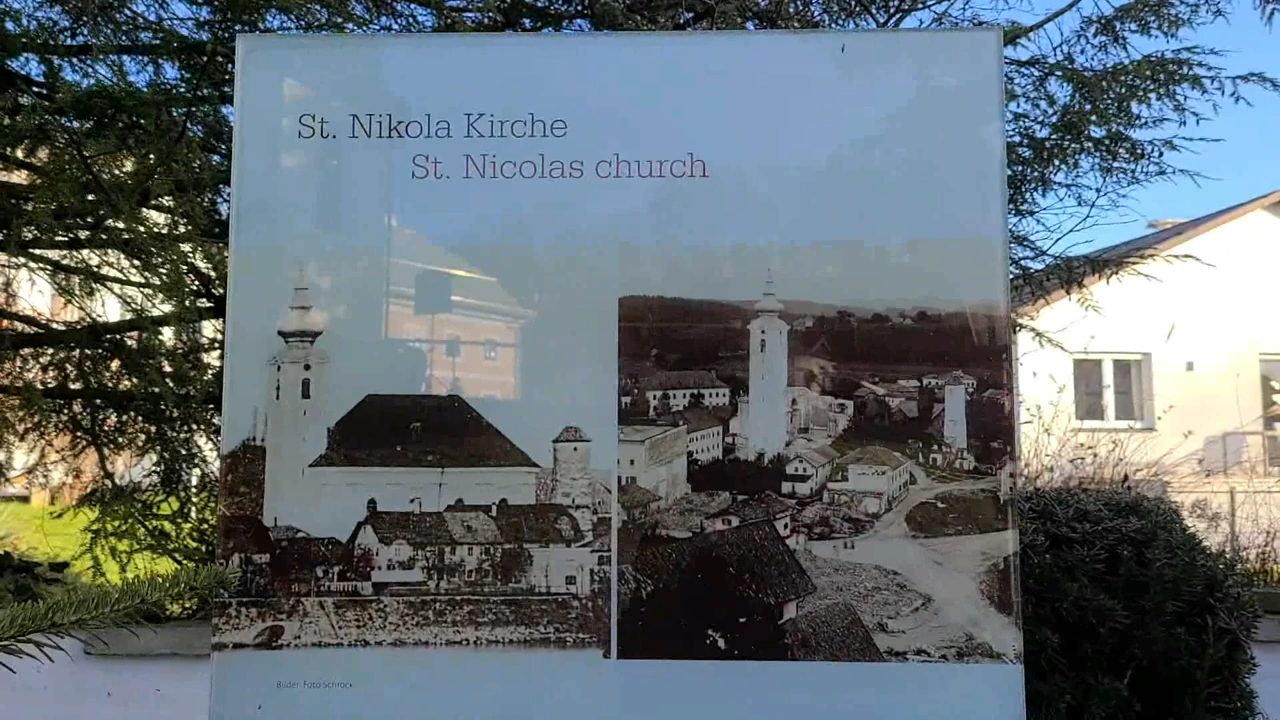 St. Nikola Kirche
St. Nicolas church
Bilder: Foto Schrock